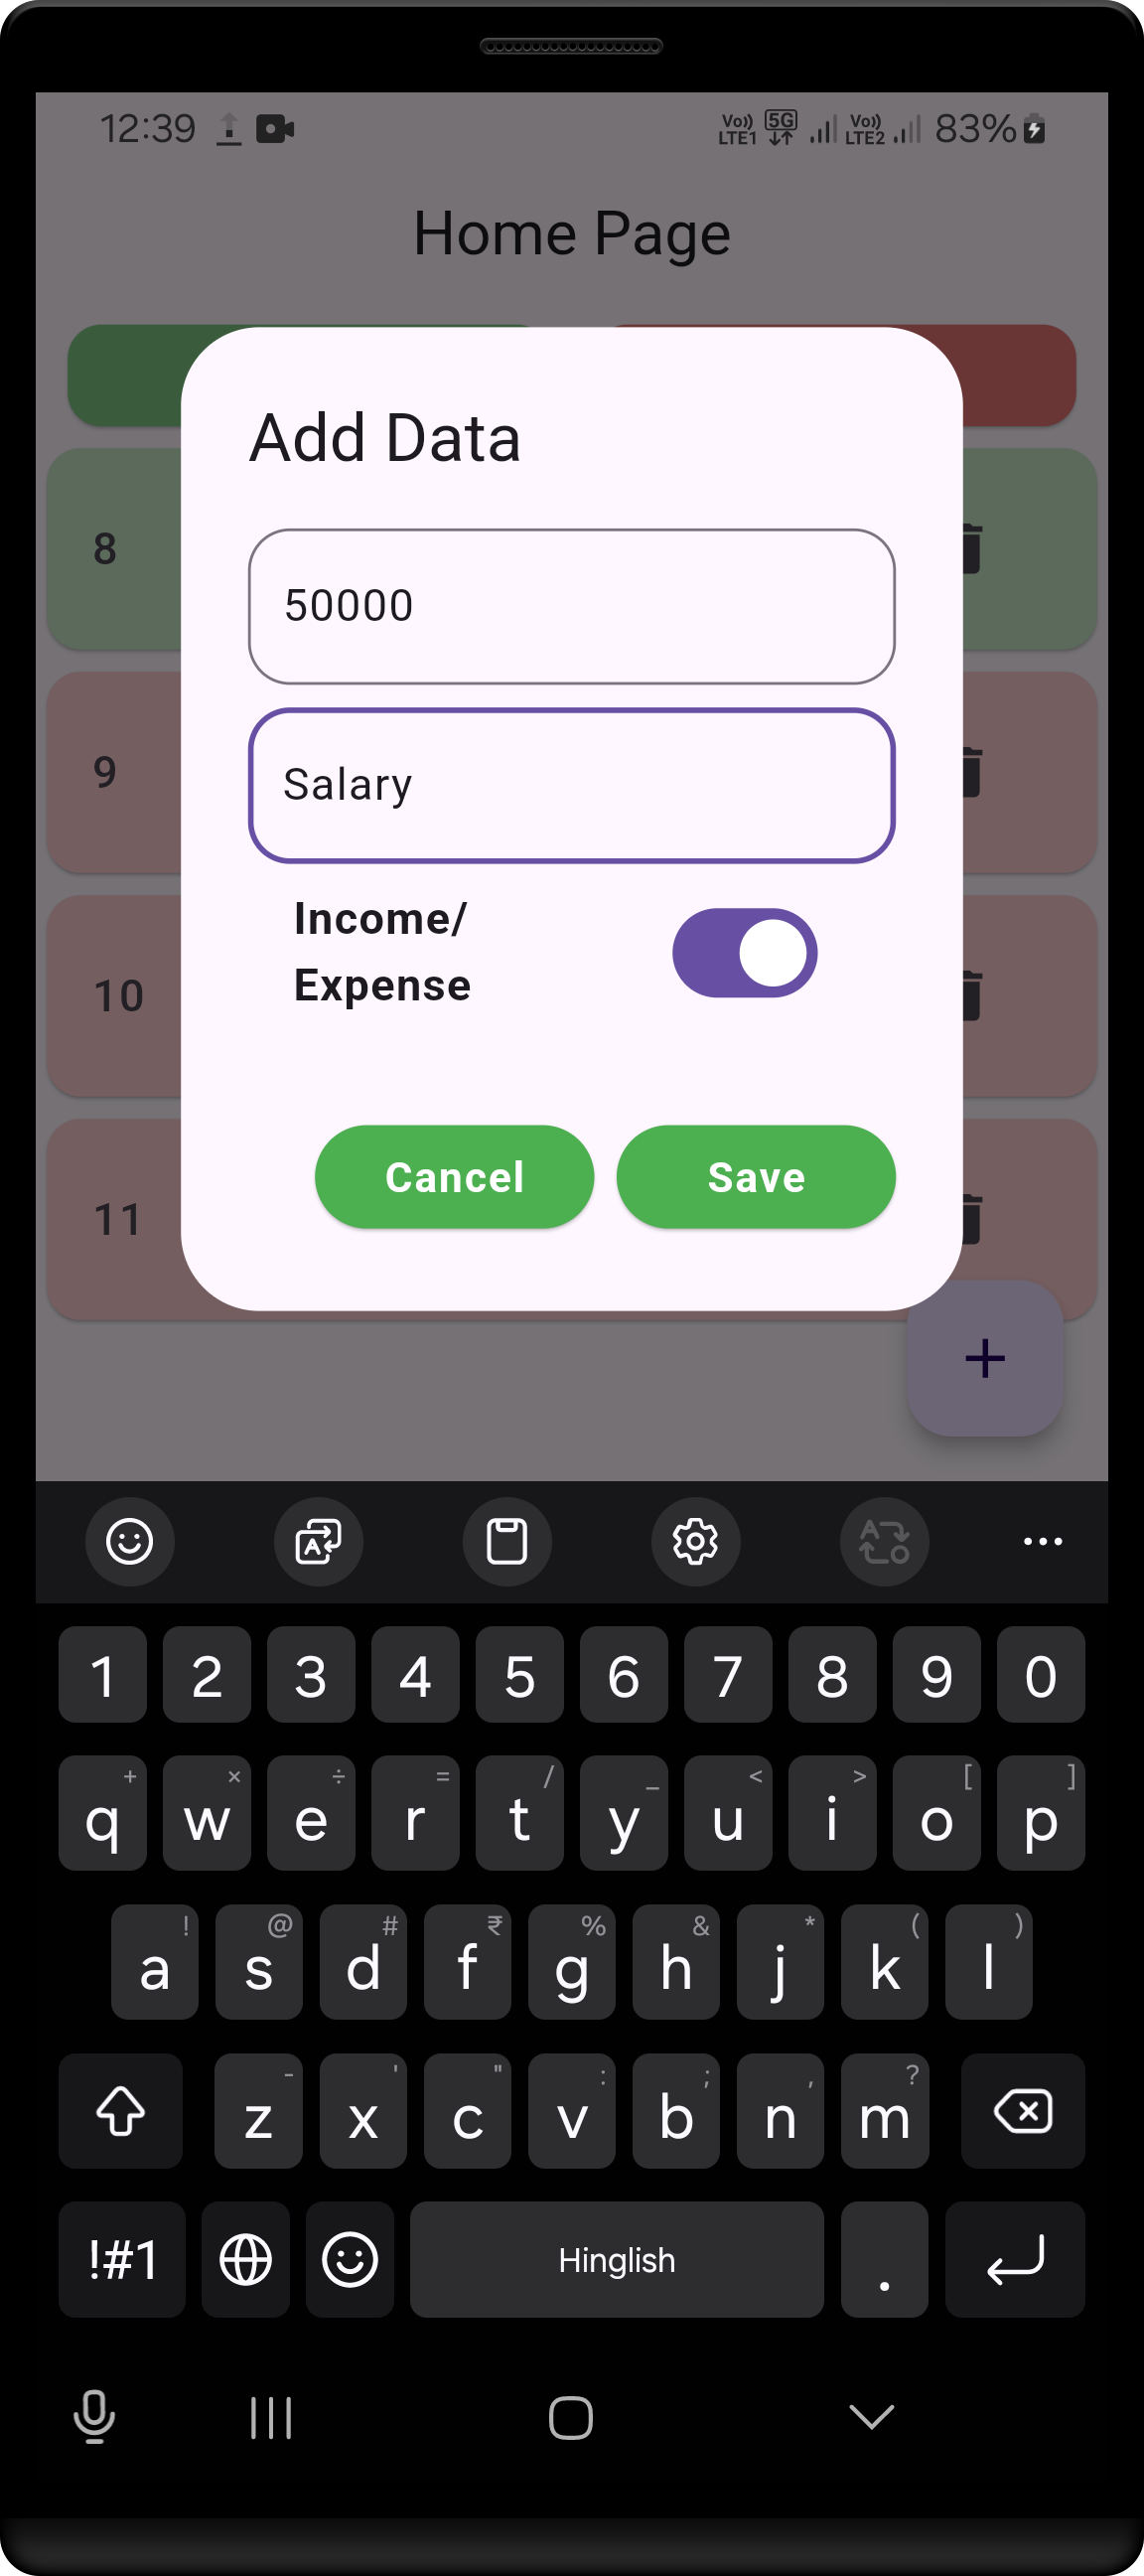 12:39 Vo)) LTE1 5G Vo)) LTE2 83%
Home Page
Add Data
8
50000
9
Salary
Income/
Expense
10
11
Cancel Save
+
1 2 3 4 5 6 7 8 9 0
+ × ÷ = / _ < > [ ]
q w e r t y u i o p
! @ # ₹ % & * ( )
a s d f g h j k l
- ' " : ; , ?
z x c v b n m
!#1 Hinglish .